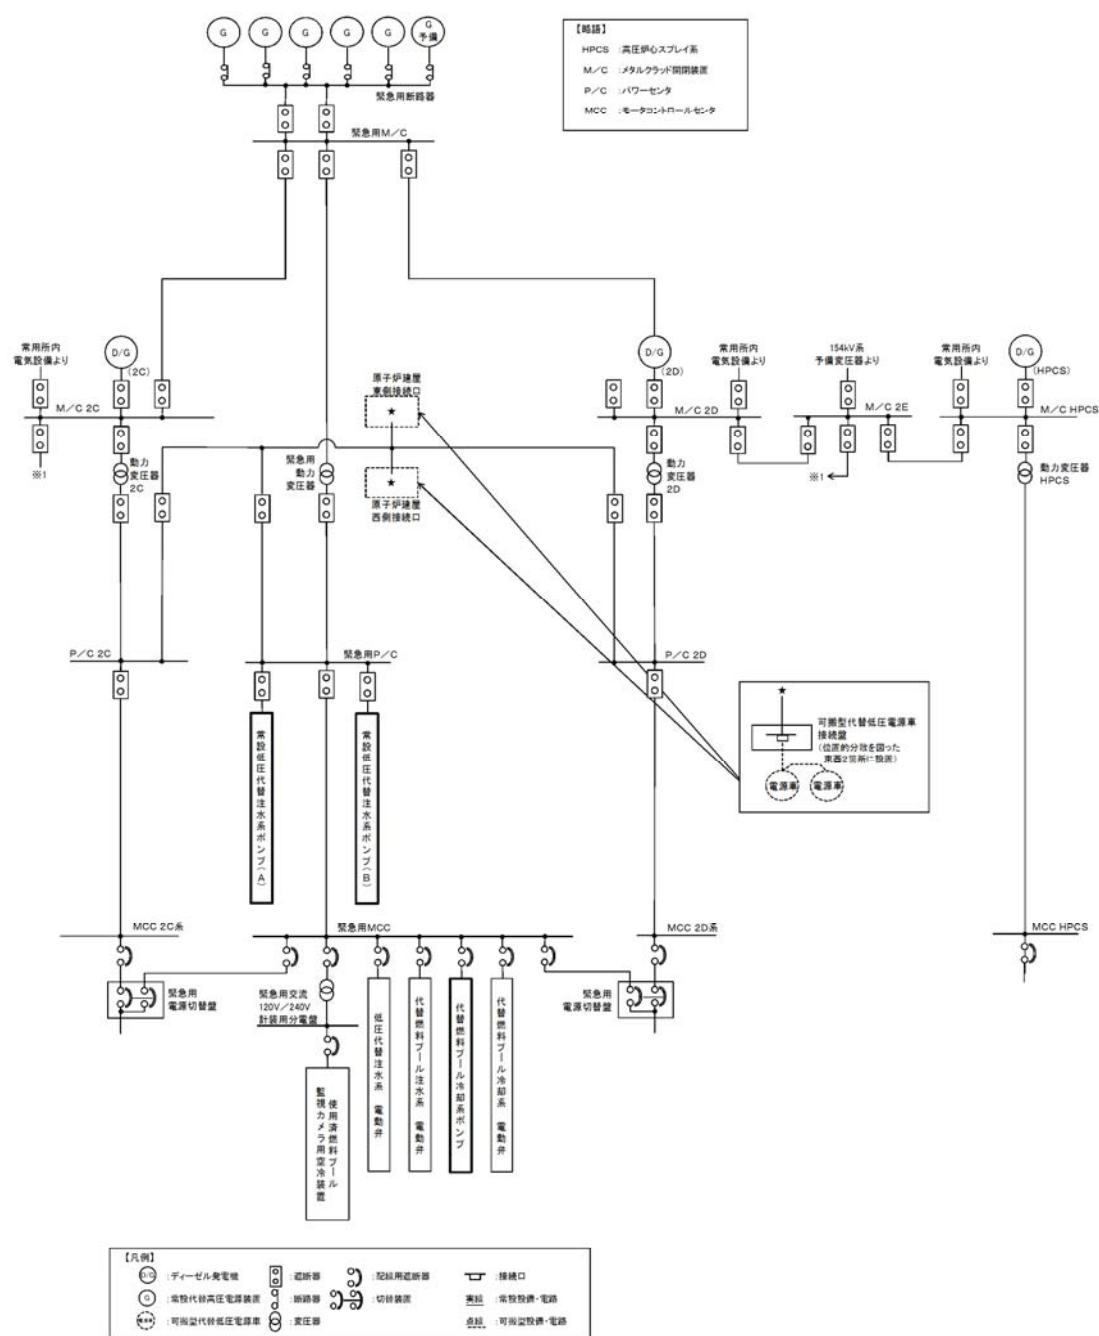 G
G
G
G
G
G
予備
緊急用断路器
緊急用M/C
【略語】
HPCS :高圧炉心スプレイ系
M/C :メタルクラッド開閉装置
P/C :パワーセンタ
MCC :モータコントロールセンタ
常用所内
電気設備より
D/G
(2C)
M/C 2C
※1
動力
変圧器
2C
原子炉建屋
東側接続口
★
★
原子炉建屋
西側接続口
緊急用
動力
変圧器
D/G
(2D)
常用所内
電気設備より
M/C 2D
動力
変圧器
2D
154kV系
予備変圧器より
M/C 2E
※1
常用所内
電気設備より
D/G
(HPCS)
M/C HPCS
動力変圧器
HPCS
P/C 2C
緊急用P/C
P/C 2D
常設低圧代替注水系ポンプ(A)
常設低圧代替注水系ポンプ(B)
★
可搬型代替低圧電源車
接続盤
(位置的分散を図った
東西2箇所に設置)
電源車
電源車
MCC 2C系
緊急用MCC
MCC 2D系
MCC HPCS
緊急用
電源切替盤
緊急用交流
120V/240V
計装用分電盤
緊急用
電源切替盤
使用済燃料プール
監視カメラ用空冷装置
低圧代替注水系 電動弁
代替燃料プール注水系 電動弁
代替燃料プール冷却系ポンプ
代替燃料プール冷却系 電動弁
【凡例】
D/G :ディーゼル発電機
:遮断器
:配線用遮断器
:接続口
G :常設代替高圧電源装置
:断路器
:切替装置
実線 :常設設備・電路
電源車 :可搬型代替低圧電源車
:変圧器
点線 :可搬型設備・電路